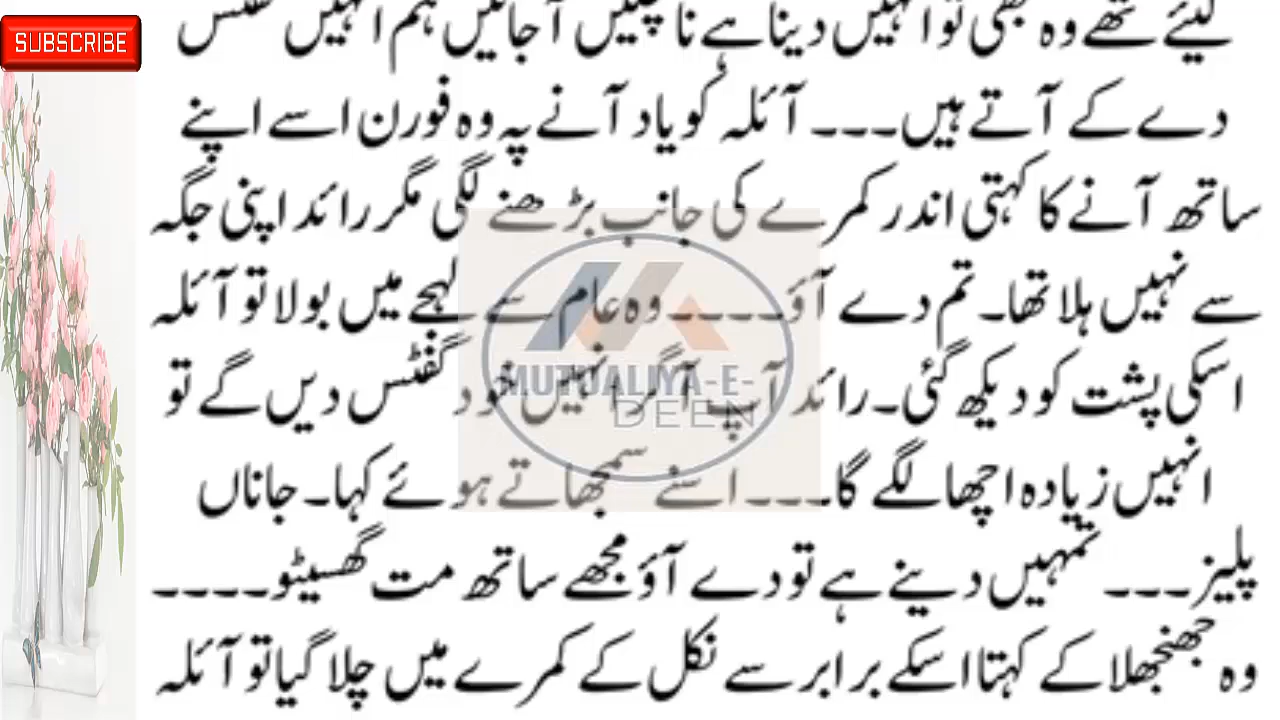 SUBSCRIBE
لیئے تھے وہ بھی تو انہیں دینا ہے نا چلیں آ جائیں ہم انہیں گفٹس
دے کے آتے ہیں۔۔۔ آئلہ کو یاد آنے پہ وہ فورن اسے اپنے
ساتھ آنے کا کہتی اندر کمرے کی جانب بڑھنے لگی مگر رائد اپنی جگہ
سے نہیں ہلا تھا۔ تم دے آؤ۔۔۔۔ وہ عام سے لہجے میں بولا تو آئلہ
اسکی پشت کو دیکھ گئی۔ رائد آپ اگر انہیں خود گفٹس دیں گے تو
MUTUALIYA-E-
DEEN
انہیں زیادہ اچھا لگے گا۔۔۔ اسنے سمجھاتے ہوئے کہا۔ جاناں
پلیز۔۔۔ تمہیں دینے ہے تو دے آؤ مجھے ساتھ مت گھسیٹو۔۔۔۔
وہ جھنجھلا کے کہتا اسکے برابر سے نکل کے کمرے میں چلا گیا تو آئلہ